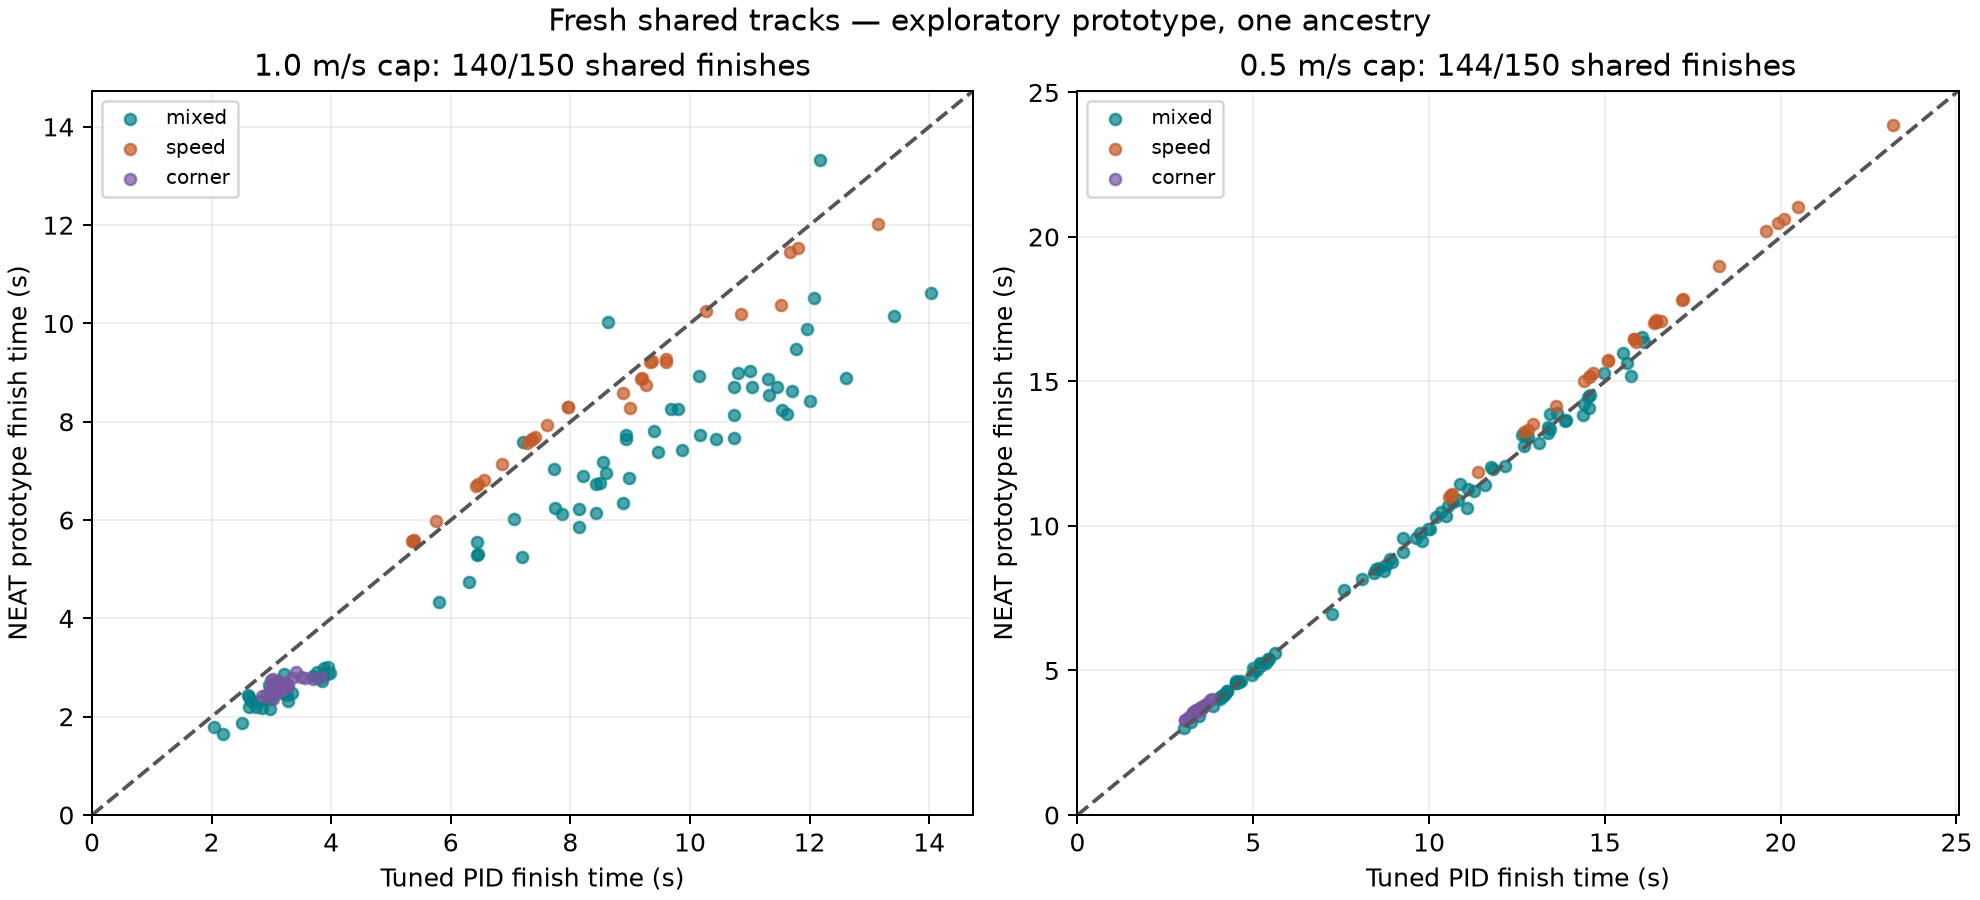 Fresh shared tracks — exploratory prototype, one ancestry
1.0 m/s cap: 140/150 shared finishes
mixed
speed
corner
NEAT prototype finish time (s)
14
12
10
8
6
4
2
0
0 2 4 6 8 10 12 14
Tuned PID finish time (s)
0.5 m/s cap: 144/150 shared finishes
mixed
speed
corner
NEAT prototype finish time (s)
25
20
15
10
5
0
0 5 10 15 20 25
Tuned PID finish time (s)